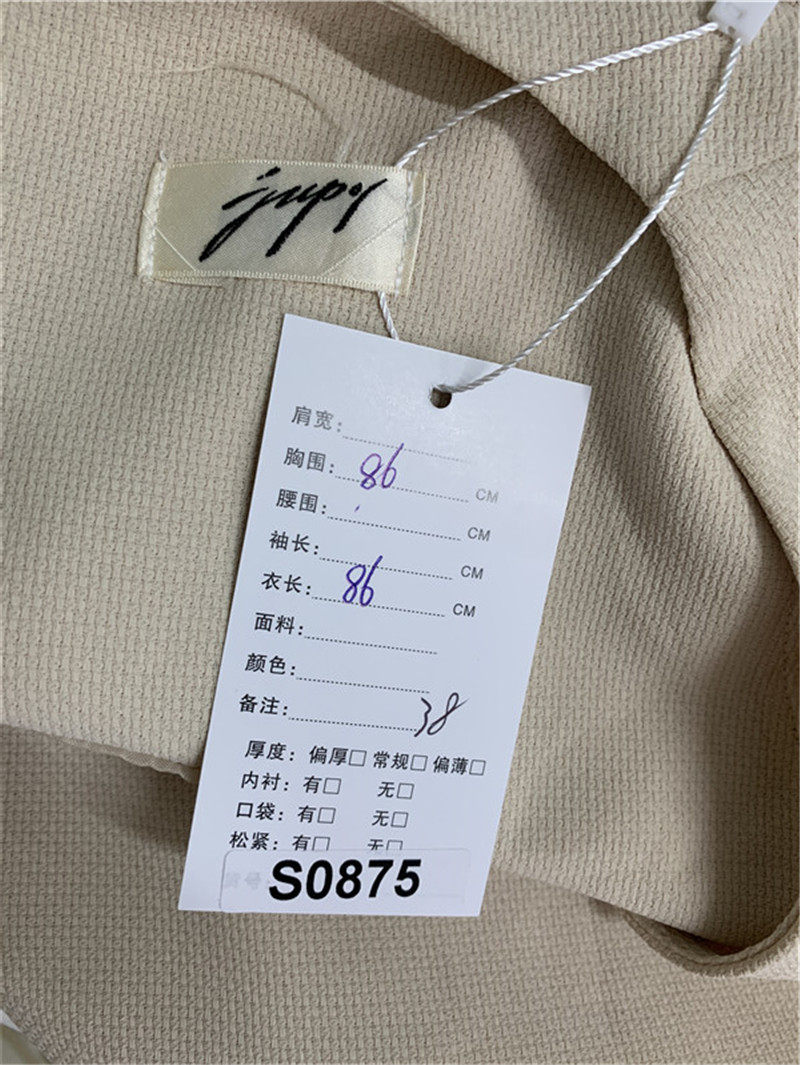 jupy
肩宽:
胸围: 86 CM
腰围: CM
袖长: CM
衣长: 86 CM
面料:
颜色:
备注: 38
厚度: 偏厚□ 常规□ 偏薄□
内衬: 有□ 无□
口袋: 有□ 无□
松紧: 有□ 无□
S0875